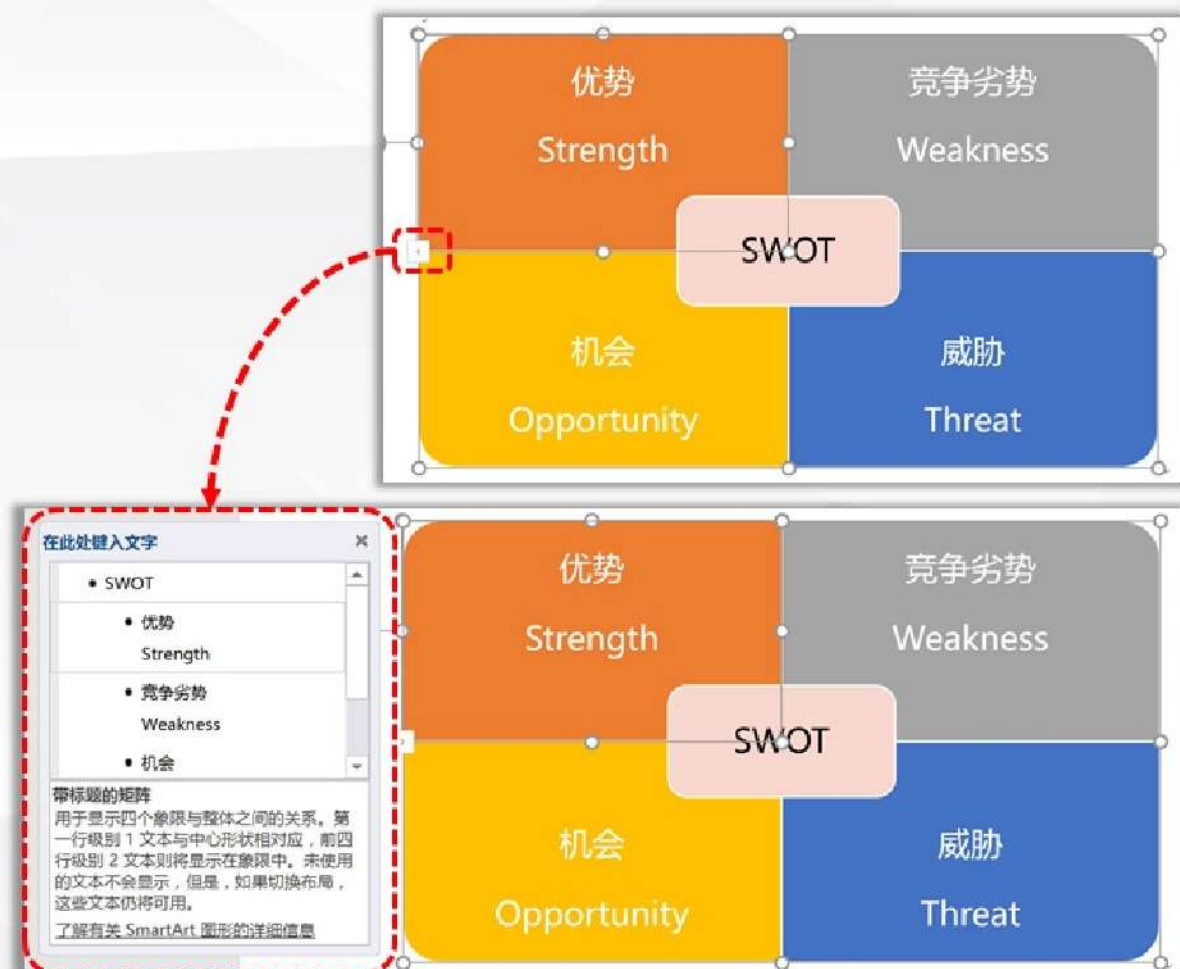 优势
Strength
竞争劣势
Weakness
SWOT
机会
Opportunity
威胁
Threat
在此处键入文字
• SWOT
• 优势
Strength
• 竞争劣势
Weakness
• 机会
带标题的矩阵
用于显示四个象限与整体之间的关系。第
一行级别 1 文本与中心形状相对应，前四
行级别 2 文本则将显示在象限中。未使用
的文本不会显示，但是，如果切换布局，
这些文本仍将可用。
了解有关 SmartArt 图形的详细信息
优势
Strength
竞争劣势
Weakness
SWOT
机会
Opportunity
威胁
Threat